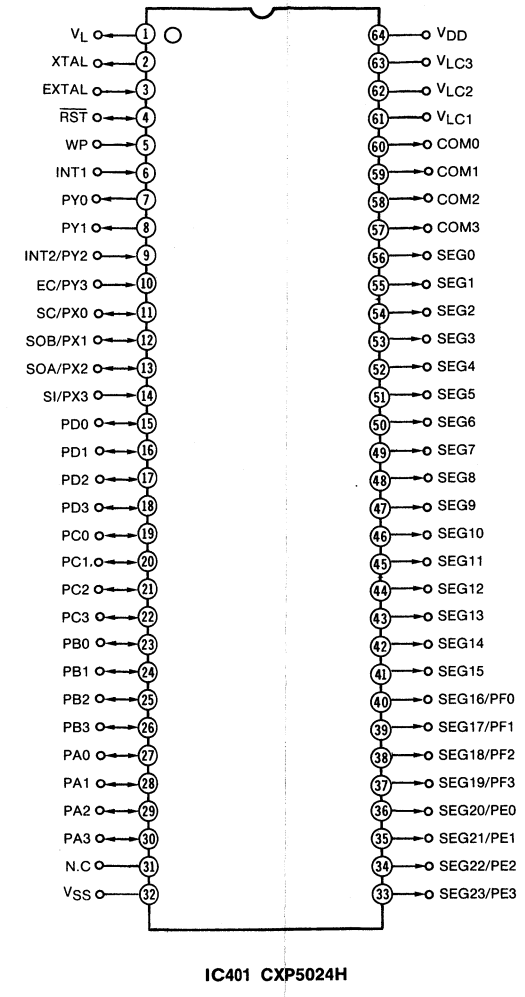 VL 1 64 VDD
XTAL 2 63 VLC3
EXTAL 3 62 VLC2
RST 4 61 VLC1
WP 5 60 COM0
INT1 6 59 COM1
PY0 7 58 COM2
PY1 8 57 COM3
INT2/PY2 9 56 SEG0
EC/PY3 10 55 SEG1
SC/PX0 11 54 SEG2
SOB/PX1 12 53 SEG3
SOA/PX2 13 52 SEG4
SI/PX3 14 51 SEG5
PD0 15 50 SEG6
PD1 16 49 SEG7
PD2 17 48 SEG8
PD3 18 47 SEG9
PC0 19 46 SEG10
PC1. 20 45 SEG11
PC2 21 44 SEG12
PC3 22 43 SEG13
PB0 23 42 SEG14
PB1 24 41 SEG15
PB2 25 40 SEG16/PF0
PB3 26 39 SEG17/PF1
PA0 27 38 SEG18/PF2
PA1 28 37 SEG19/PF3
PA2 29 36 SEG20/PE0
PA3 30 35 SEG21/PE1
N.C 31 34 SEG22/PE2
VSS 32 33 SEG23/PE3
IC401 CXP5024H